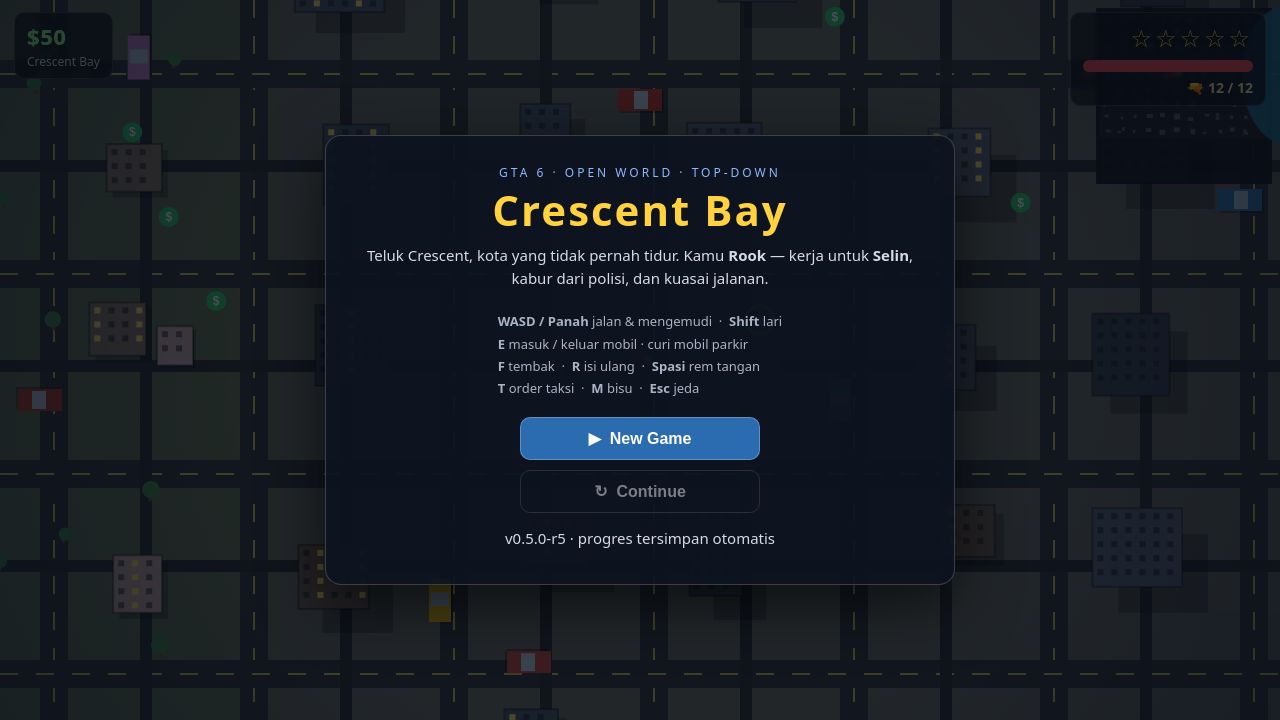 $50
Crescent Bay
☆☆☆☆☆
🔫 12 / 12
GTA 6 · OPEN WORLD · TOP-DOWN
Crescent Bay
Teluk Crescent, kota yang tidak pernah tidur. Kamu Rook — kerja untuk Selin,
kabur dari polisi, dan kuasai jalanan.
WASD / Panah jalan & mengemudi · Shift lari
E masuk / keluar mobil · curi mobil parkir
F tembak · R isi ulang · Spasi rem tangan
T order taksi · M bisu · Esc jeda
▶ New Game
↻ Continue
v0.5.0-r5 · progres tersimpan otomatis
$
$
$
$
$